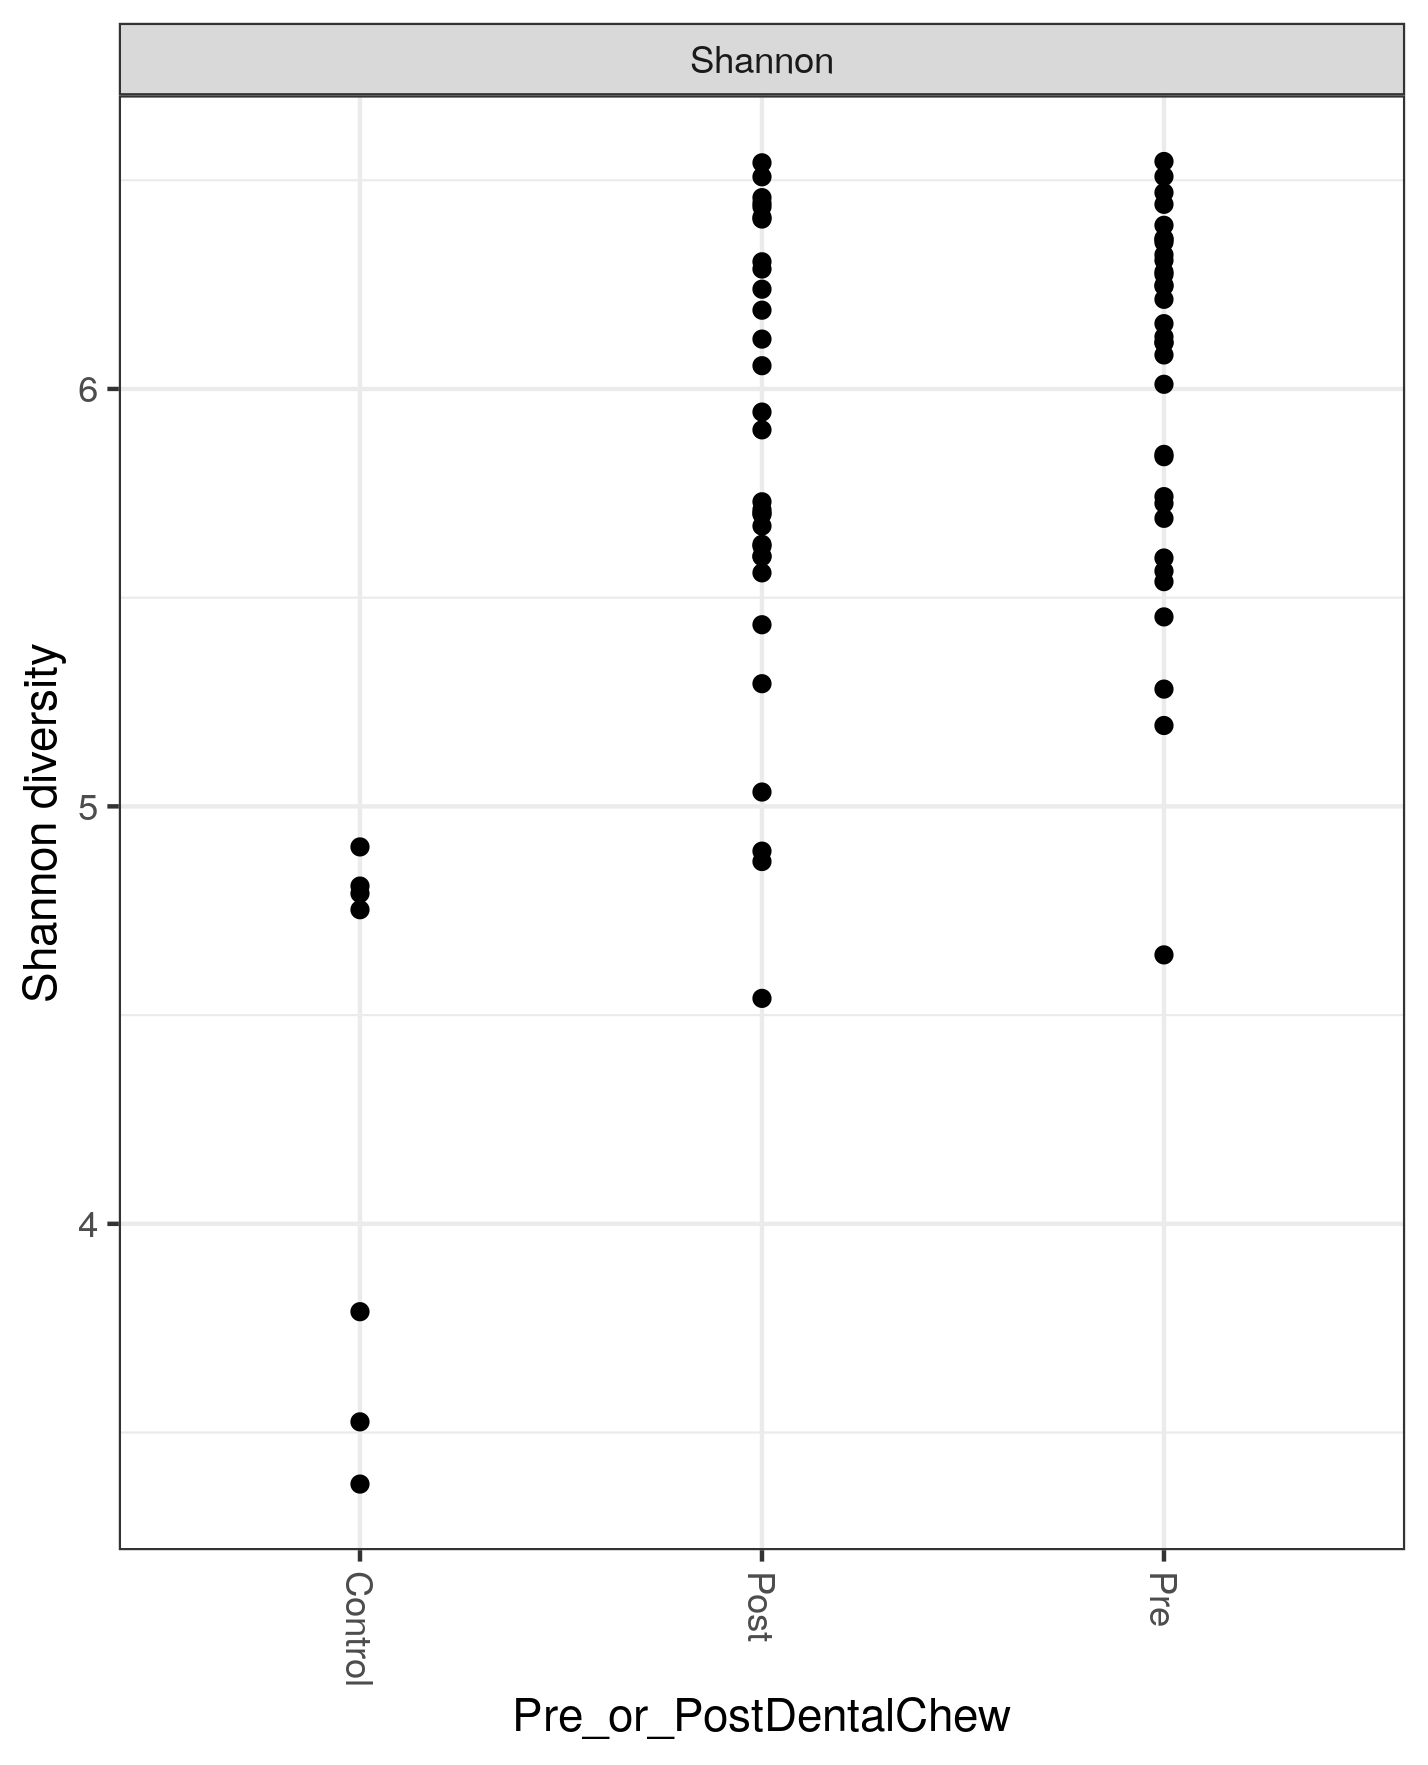 Shannon
Shannon diversity
6
5
4
Control
Post
Pre
Pre_or_PostDentalChew